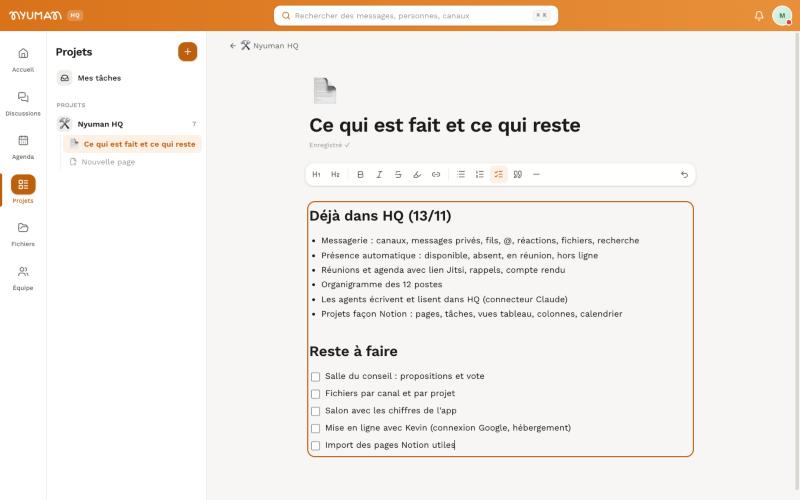 NYUMAN HQ
Rechercher des messages, personnes, canaux
⌘ K
M
Accueil
Discussions
Agenda
Projets
Fichiers
Équipe
Projets
+
Mes tâches
PROJETS
Nyuman HQ 7
Ce qui est fait et ce qui reste
Nouvelle page
← Nyuman HQ
Ce qui est fait et ce qui reste
Enregistré ✓
H1 H2 B I S
Déjà dans HQ (13/11)
• Messagerie : canaux, messages privés, fils, @, réactions, fichiers, recherche
• Présence automatique : disponible, absent, en réunion, hors ligne
• Réunions et agenda avec lien Jitsi, rappels, compte rendu
• Organigramme des 12 postes
• Les agents écrivent et lisent dans HQ (connecteur Claude)
• Projets façon Notion : pages, tâches, vues tableau, colonnes, calendrier
Reste à faire
Salle du conseil : propositions et vote
Fichiers par canal et par projet
Salon avec les chiffres de l'app
Mise en ligne avec Kevin (connexion Google, hébergement)
Import des pages Notion utiles